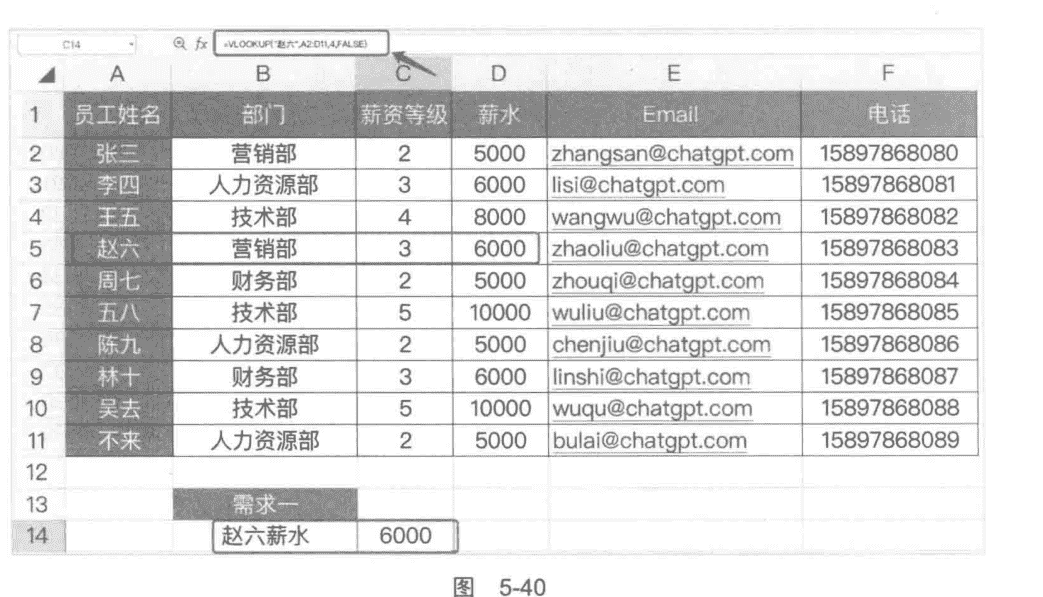 C14 fx =VLOOKUP("赵六",A2:D11,4,FALSE)
A B C D E F
1 员工姓名 部门 薪资等级 薪水 Email 电话
2 张三 营销部 2 5000 zhangsan@chatgpt.com 15897868080
3 李四 人力资源部 3 6000 lisi@chatgpt.com 15897868081
4 王五 技术部 4 8000 wangwu@chatgpt.com 15897868082
5 赵六 营销部 3 6000 zhaoliu@chatgpt.com 15897868083
6 周七 财务部 2 5000 zhouqi@chatgpt.com 15897868084
7 五八 技术部 5 10000 wuliu@chatgpt.com 15897868085
8 陈九 人力资源部 2 5000 chenjiu@chatgpt.com 15897868086
9 林十 财务部 3 6000 linshi@chatgpt.com 15897868087
10 吴去 技术部 5 10000 wuqu@chatgpt.com 15897868088
11 不来 人力资源部 2 5000 bulai@chatgpt.com 15897868089
12
13 需求一
14 赵六薪水 6000
图 5-40